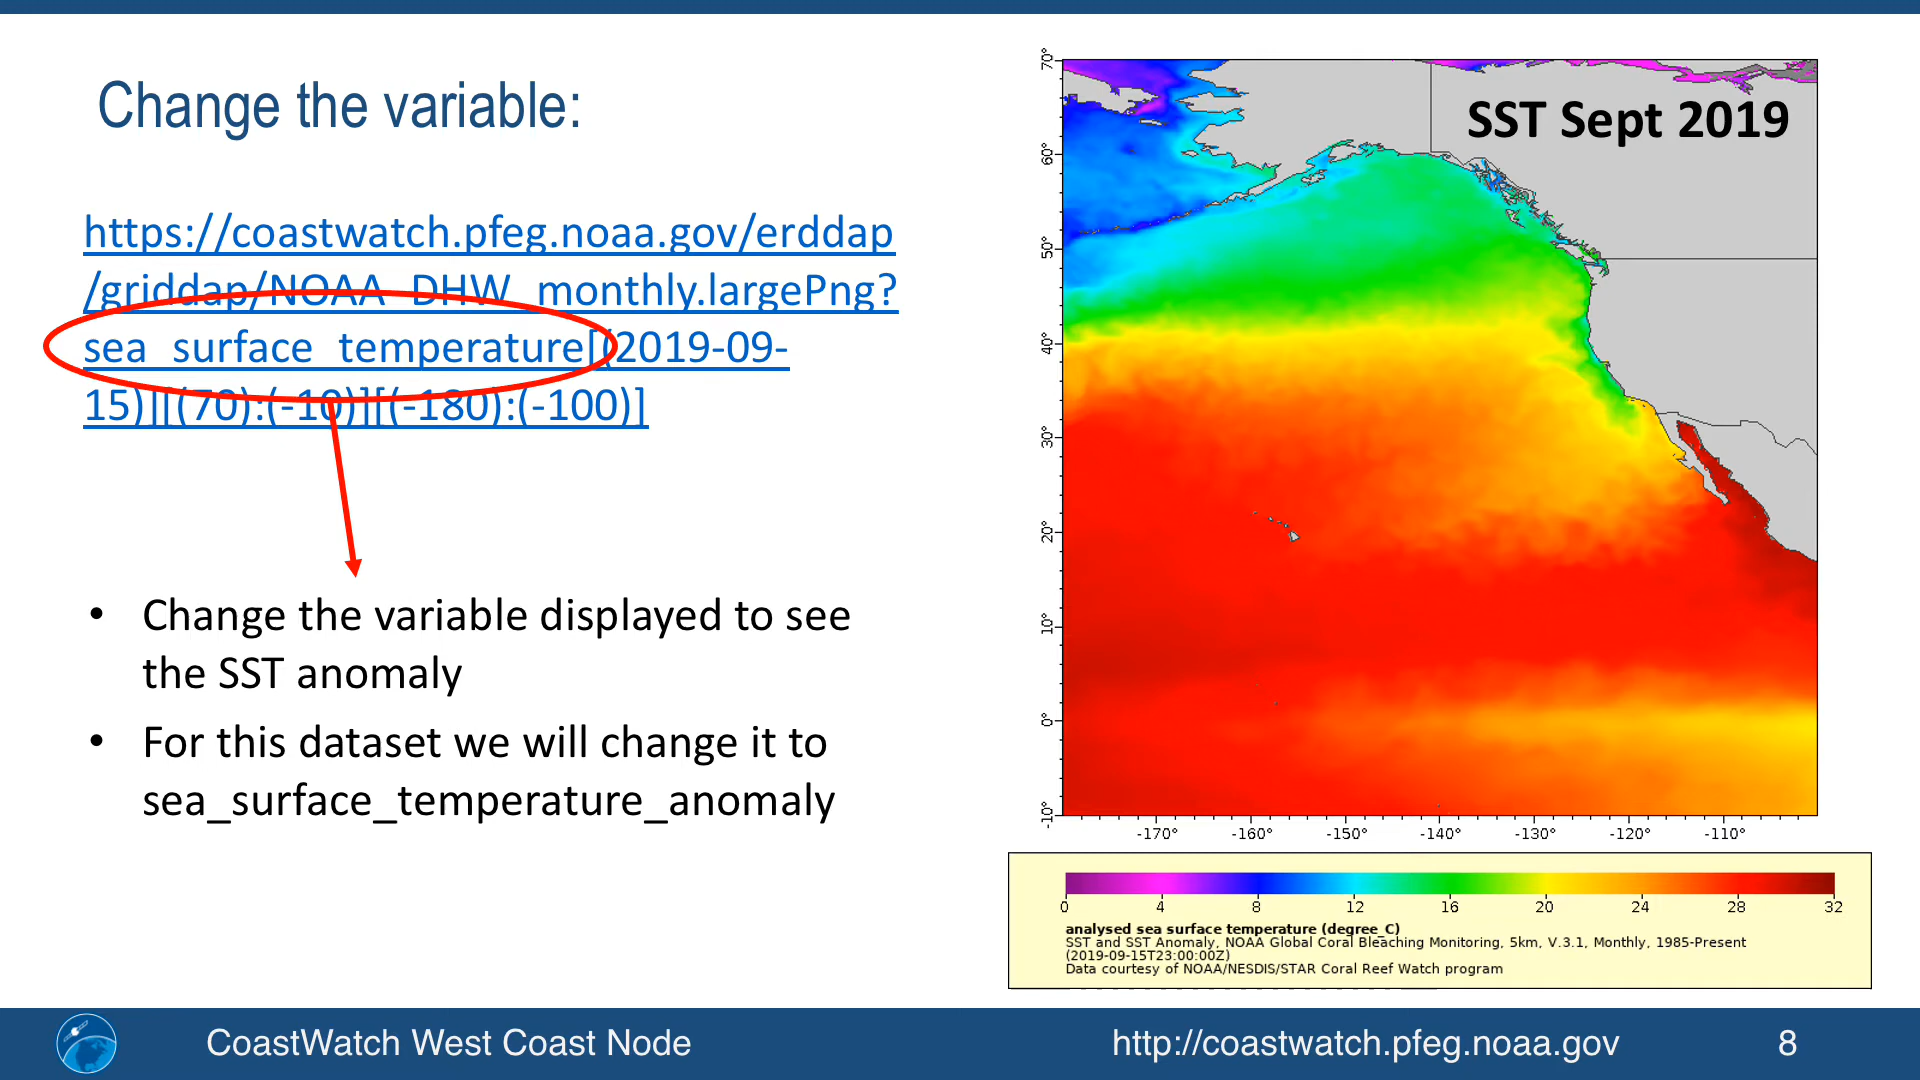 Change the variable:
https://coastwatch.pfeg.noaa.gov/erddap
/griddap/NOAA_DHW_monthly.largePng?
sea_surface_temperature[(2019-09-
15)][(70):(-10)][(-180):(-100)]
• Change the variable displayed to see
the SST anomaly
• For this dataset we will change it to
sea_surface_temperature_anomaly
SST Sept 2019
70°
60°
50°
40°
30°
20°
10°
0°
-10°
-170° -160° -150° -140° -130° -120° -110°
0 4 8 12 16 20 24 28 32
analysed sea surface temperature (degree_C)
SST and SST Anomaly, NOAA Global Coral Bleaching Monitoring, 5km, V.3.1, Monthly, 1985-Present
(2019-09-15T23:00:00Z)
Data courtesy of NOAA/NESDIS/STAR Coral Reef Watch program
CoastWatch West Coast Node
http://coastwatch.pfeg.noaa.gov
8